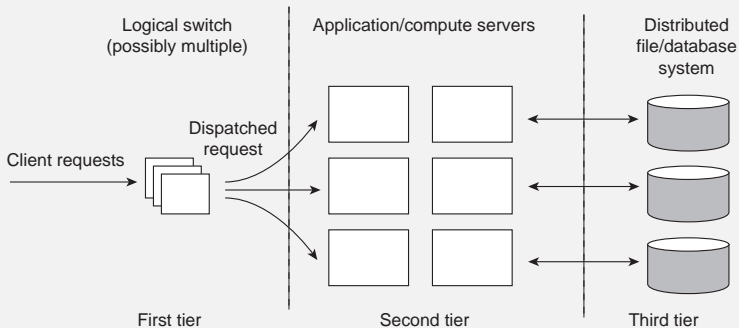 Logical switch
(possibly multiple)
Application/compute servers
Distributed
file/database
system
Dispatched
request
Client requests
First tier
Second tier
Third tier